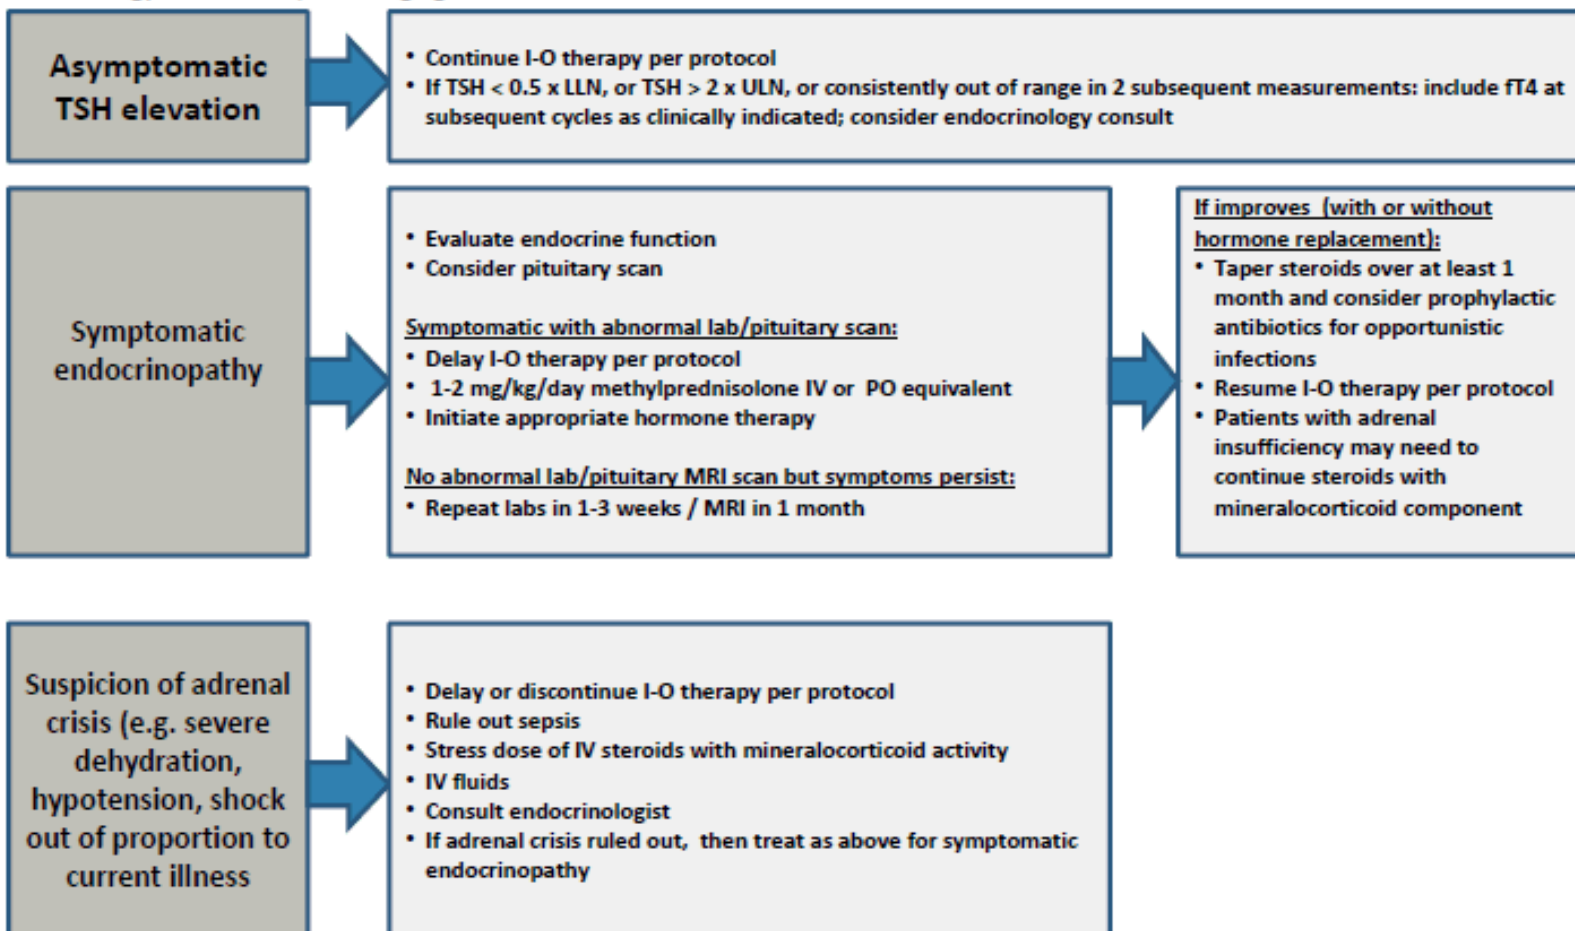 Asymptomatic
TSH elevation
• Continue I-O therapy per protocol
• If TSH < 0.5 x LLN, or TSH > 2 x ULN, or consistently out of range in 2 subsequent measurements: include fT4 at
subsequent cycles as clinically indicated; consider endocrinology consult
Symptomatic
endocrinopathy
• Evaluate endocrine function
• Consider pituitary scan
Symptomatic with abnormal lab/pituitary scan:
• Delay I-O therapy per protocol
• 1-2 mg/kg/day methylprednisolone IV or PO equivalent
• Initiate appropriate hormone therapy
No abnormal lab/pituitary MRI scan but symptoms persist:
• Repeat labs in 1-3 weeks / MRI in 1 month
If improves (with or without
hormone replacement):
• Taper steroids over at least 1
month and consider prophylactic
antibiotics for opportunistic
infections
• Resume I-O therapy per protocol
• Patients with adrenal
insufficiency may need to
continue steroids with
mineralocorticoid component
Suspicion of adrenal
crisis (e.g. severe
dehydration,
hypotension, shock
out of proportion to
current illness
• Delay or discontinue I-O therapy per protocol
• Rule out sepsis
• Stress dose of IV steroids with mineralocorticoid activity
• IV fluids
• Consult endocrinologist
• If adrenal crisis ruled out, then treat as above for symptomatic
endocrinopathy